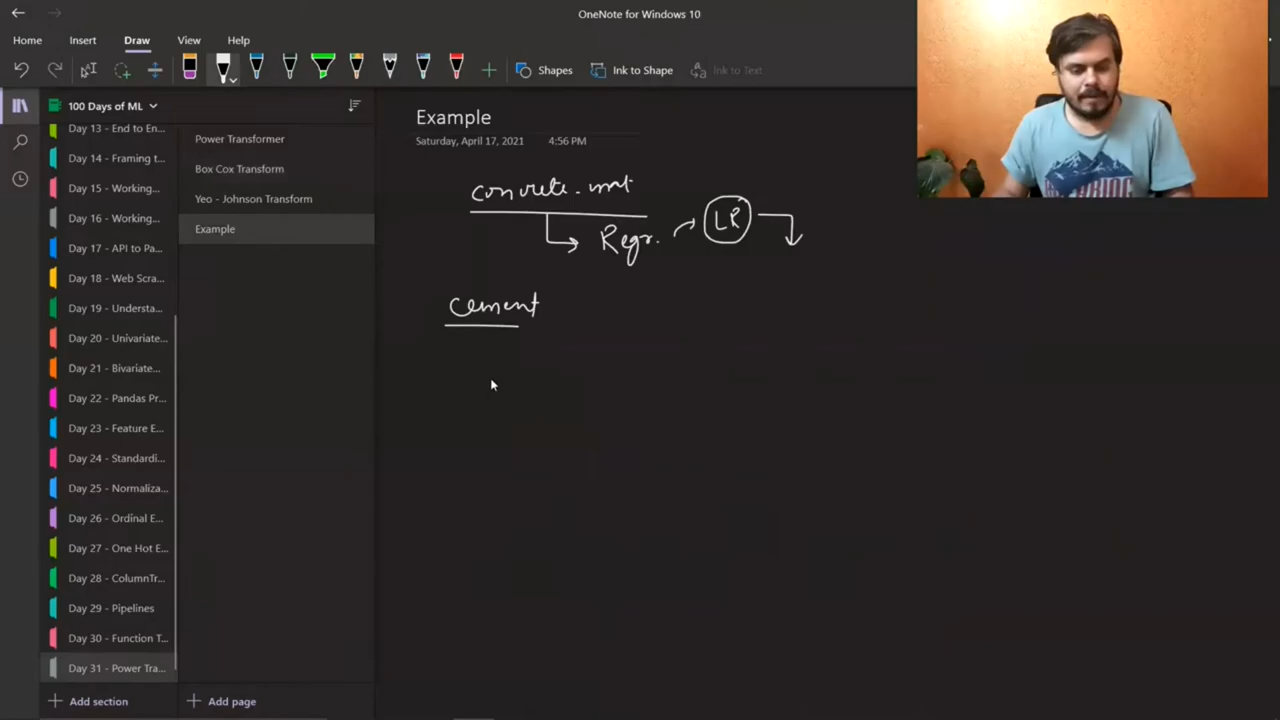 OneNote for Windows 10
Home Insert Draw View Help
Shapes Ink to Shape Ink to Text
100 Days of ML
Day 13 - End to En...
Day 14 - Framing t...
Day 15 - Working...
Day 16 - Working...
Day 17 - API to Pa...
Day 18 - Web Scra...
Day 19 - Understa...
Day 20 - Univariate...
Day 21 - Bivariate...
Day 22 - Pandas Pr...
Day 23 - Feature E...
Day 24 - Standardi...
Day 25 - Normaliza...
Day 26 - Ordinal E...
Day 27 - One Hot E...
Day 28 - ColumnTr...
Day 29 - Pipelines
Day 30 - Function T...
Day 31 - Power Tra...
Add section
Power Transformer
Box Cox Transform
Yeo - Johnson Transform
Example
Add page
Example
Saturday, April 17, 2021 4:56 PM
Regr. LR
cement